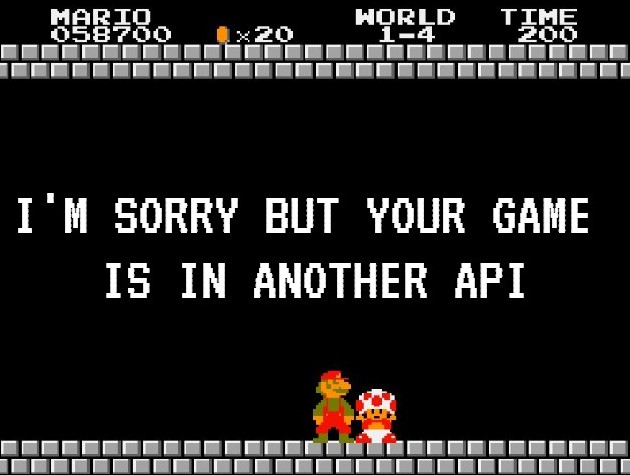 MARIO WORLD TIME
058700 ×20 1-4 200
I'M SORRY BUT YOUR GAME
IS IN ANOTHER API